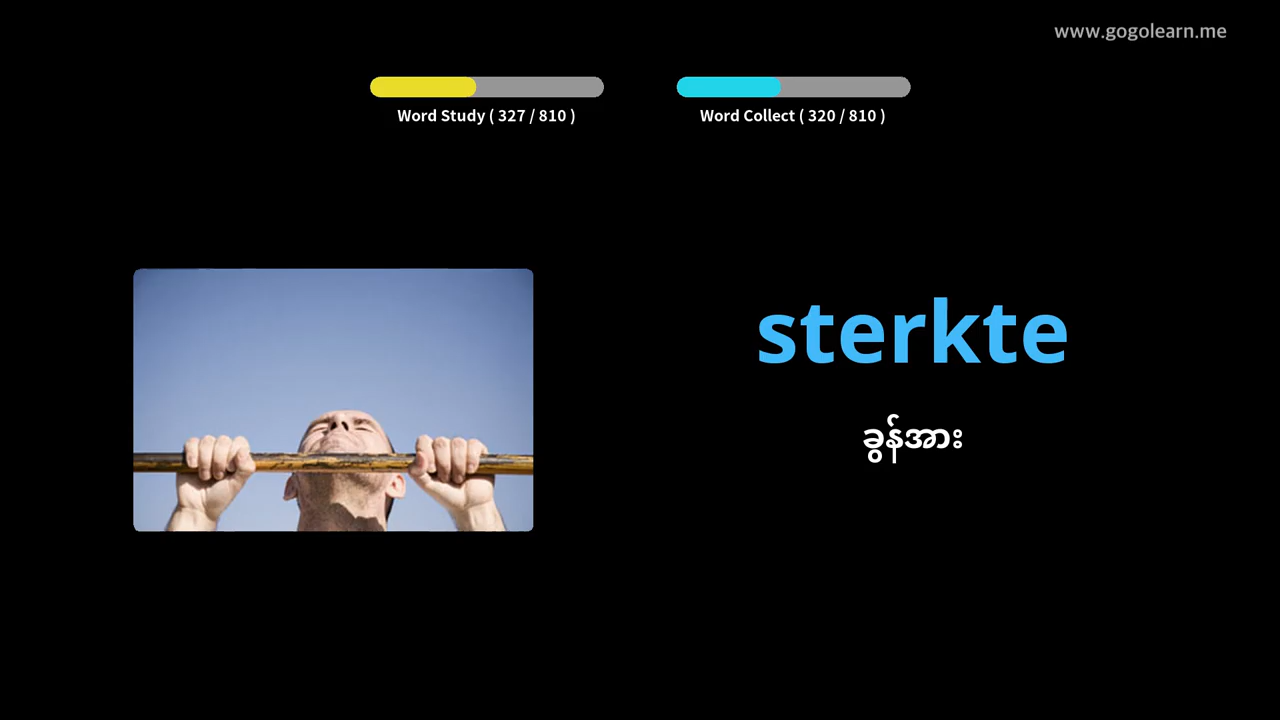 www.gogolearn.me
Word Study ( 327 / 810 )
Word Collect ( 320 / 810 )
sterkte
ခွန်အား